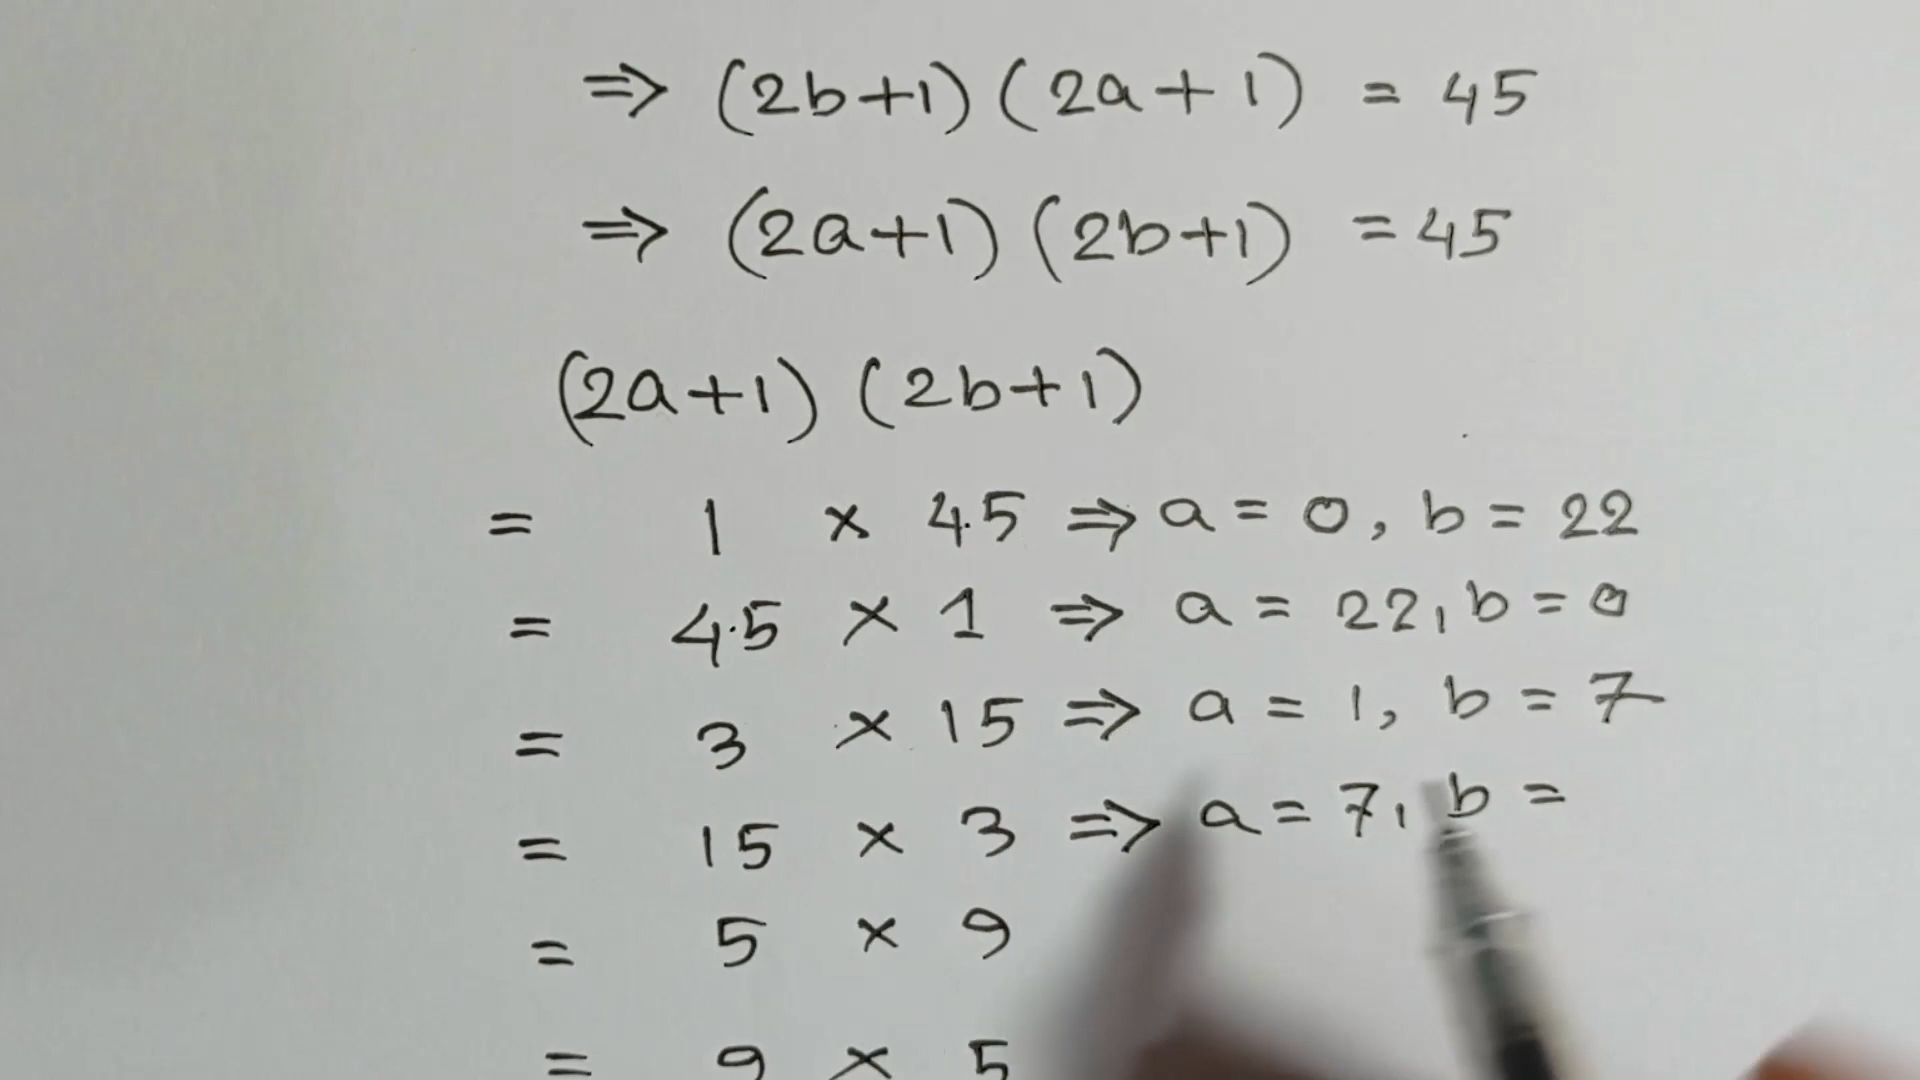 ⇒ (2b+1)(2a+1) = 45
⇒ (2a+1)(2b+1) = 45
(2a+1)(2b+1)
= 1 × 45 ⇒ a = 0, b = 22
= 45 × 1 ⇒ a = 22, b = 0
= 3 × 15 ⇒ a = 1, b = 7
= 15 × 3 ⇒ a = 7, b =
= 5 × 9
= 9 × 5